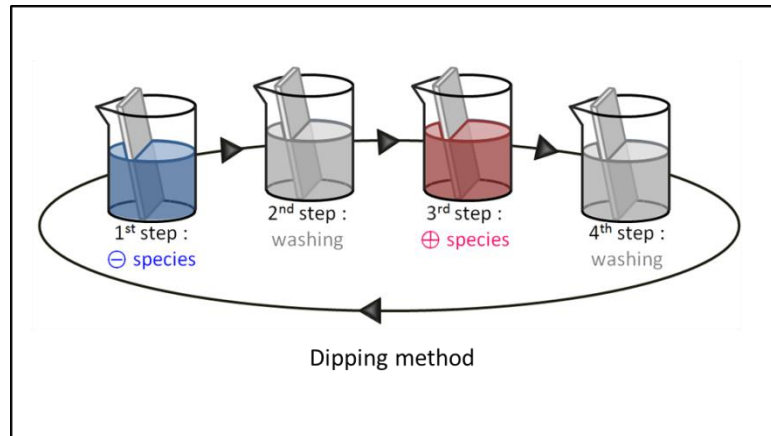 1st step :
⊖ species
2nd step :
washing
3rd step :
⊕ species
4th step :
washing
Dipping method